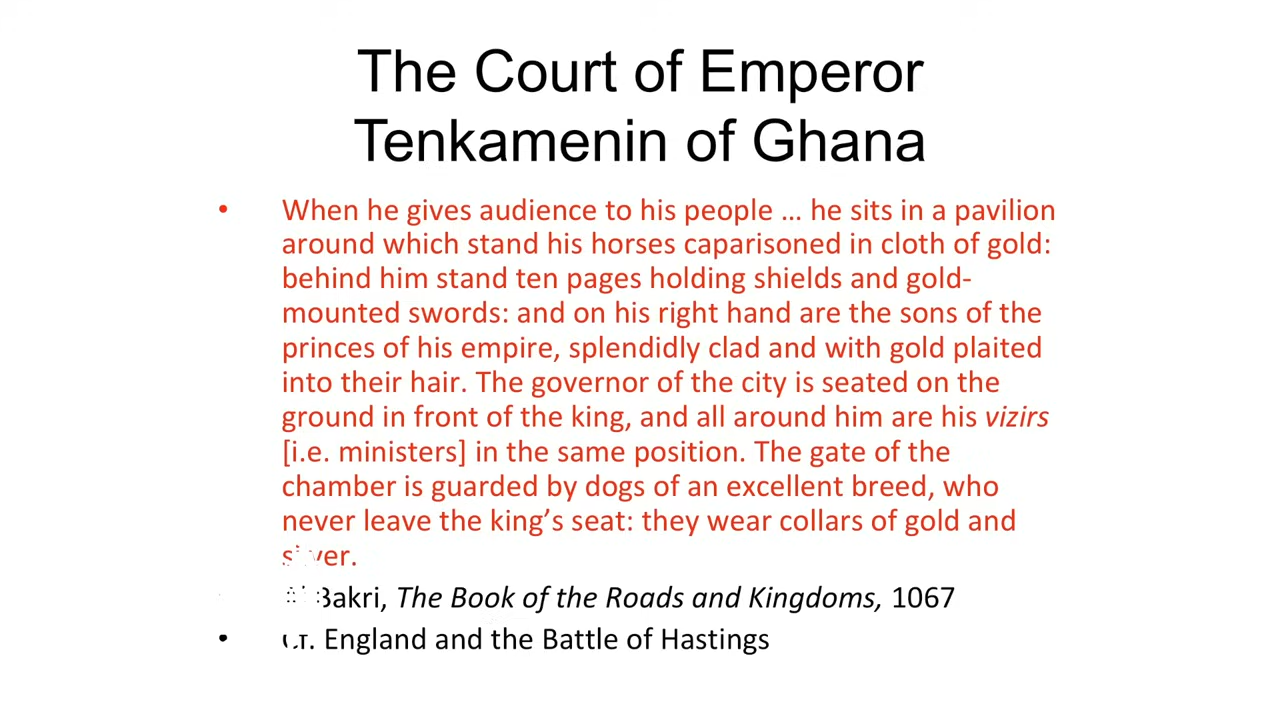 The Court of Emperor
Tenkamenin of Ghana
• When he gives audience to his people … he sits in a pavilion
around which stand his horses caparisoned in cloth of gold:
behind him stand ten pages holding shields and gold-
mounted swords: and on his right hand are the sons of the
princes of his empire, splendidly clad and with gold plaited
into their hair. The governor of the city is seated on the
ground in front of the king, and all around him are his vizirs
[i.e. ministers] in the same position. The gate of the
chamber is guarded by dogs of an excellent breed, who
never leave the king’s seat: they wear collars of gold and
silver.
Bakri, The Book of the Roads and Kingdoms, 1067
• Cf. England and the Battle of Hastings